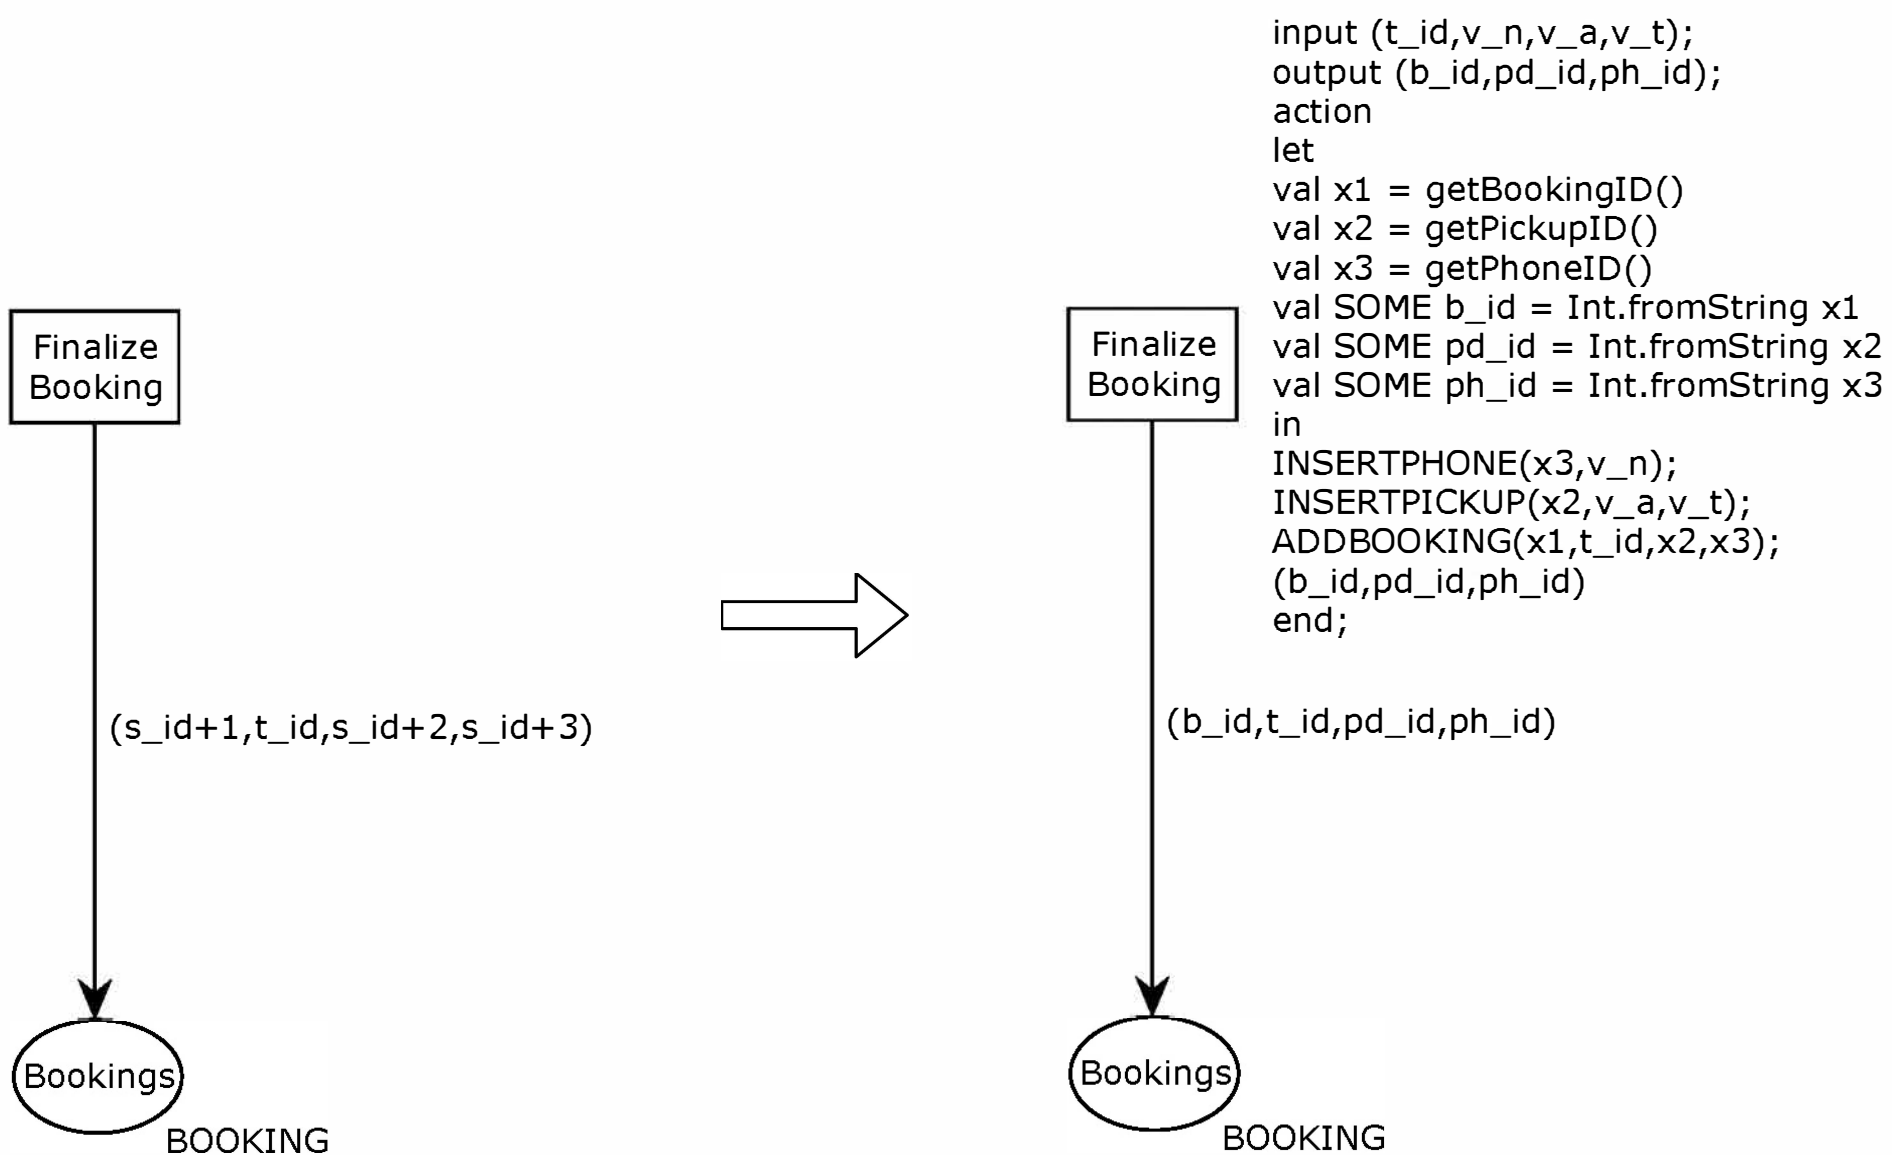 Finalize
Booking
(s_id+1,t_id,s_id+2,s_id+3)
Bookings
BOOKING
input (t_id,v_n,v_a,v_t);
output (b_id,pd_id,ph_id);
action
let
val x1 = getBookingID()
val x2 = getPickupID()
val x3 = getPhoneID()
val SOME b_id = Int.fromString x1
val SOME pd_id = Int.fromString x2
val SOME ph_id = Int.fromString x3
in
INSERTPHONE(x3,v_n);
INSERTPICKUP(x2,v_a,v_t);
ADDBOOKING(x1,t_id,x2,x3);
(b_id,pd_id,ph_id)
end;
Finalize
Booking
(b_id,t_id,pd_id,ph_id)
Bookings
BOOKING